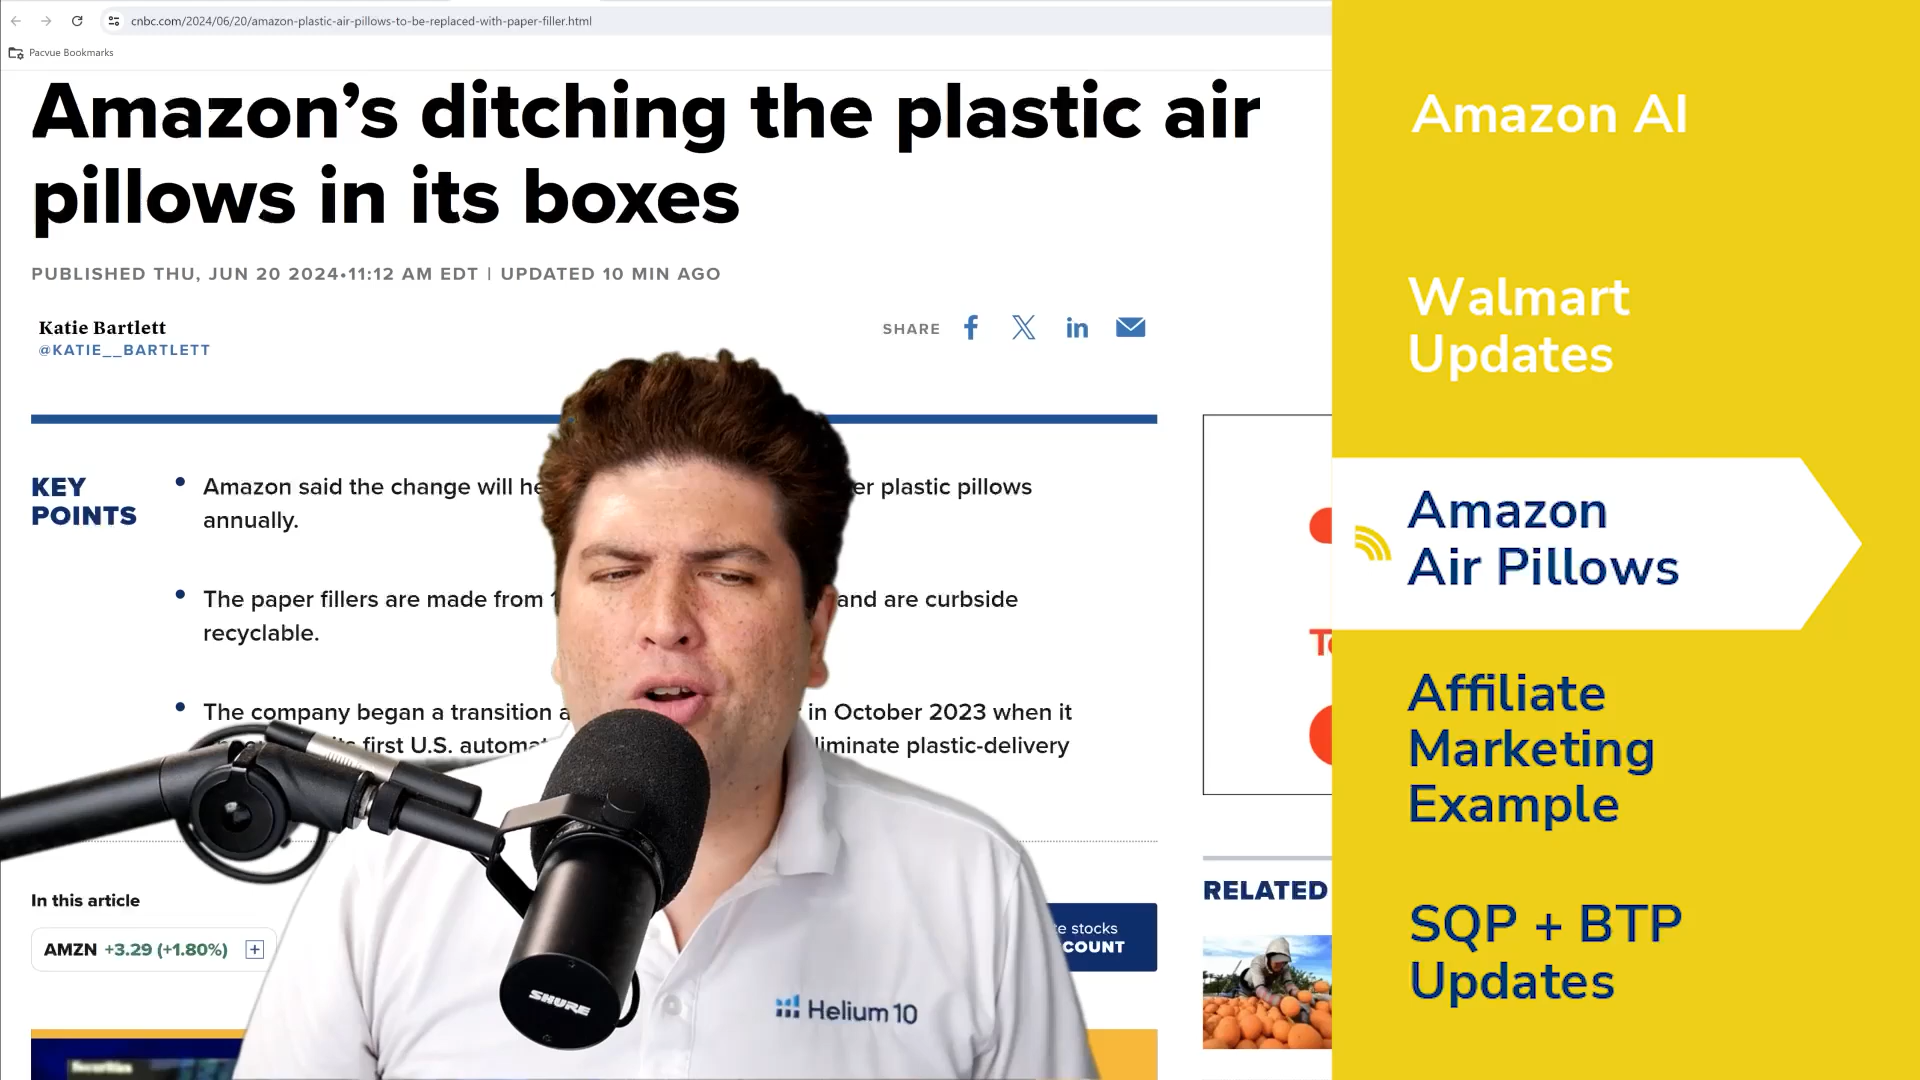 cnbc.com/2024/06/20/amazon-plastic-air-pillows-to-be-replaced-with-paper-filler.html
Pacvue Bookmarks
Amazon’s ditching the plastic air
pillows in its boxes
PUBLISHED THU, JUN 20 2024•11:12 AM EDT | UPDATED 10 MIN AGO
Katie Bartlett
@KATIE__BARTLETT
SHARE
KEY
POINTS
Amazon said the change will he er plastic pillows
annually.
The paper fillers are made from and are curbside
recyclable.
The company began a transition a in October 2023 when it
its first U.S. automat liminate plastic-delivery
In this article
AMZN +3.29 (+1.80%)
e stocks
COUNT
RELATED
SHURE
Helium 10
Amazon AI
Walmart
Updates
Amazon
Air Pillows
Affiliate
Marketing
Example
SQP + BTP
Updates